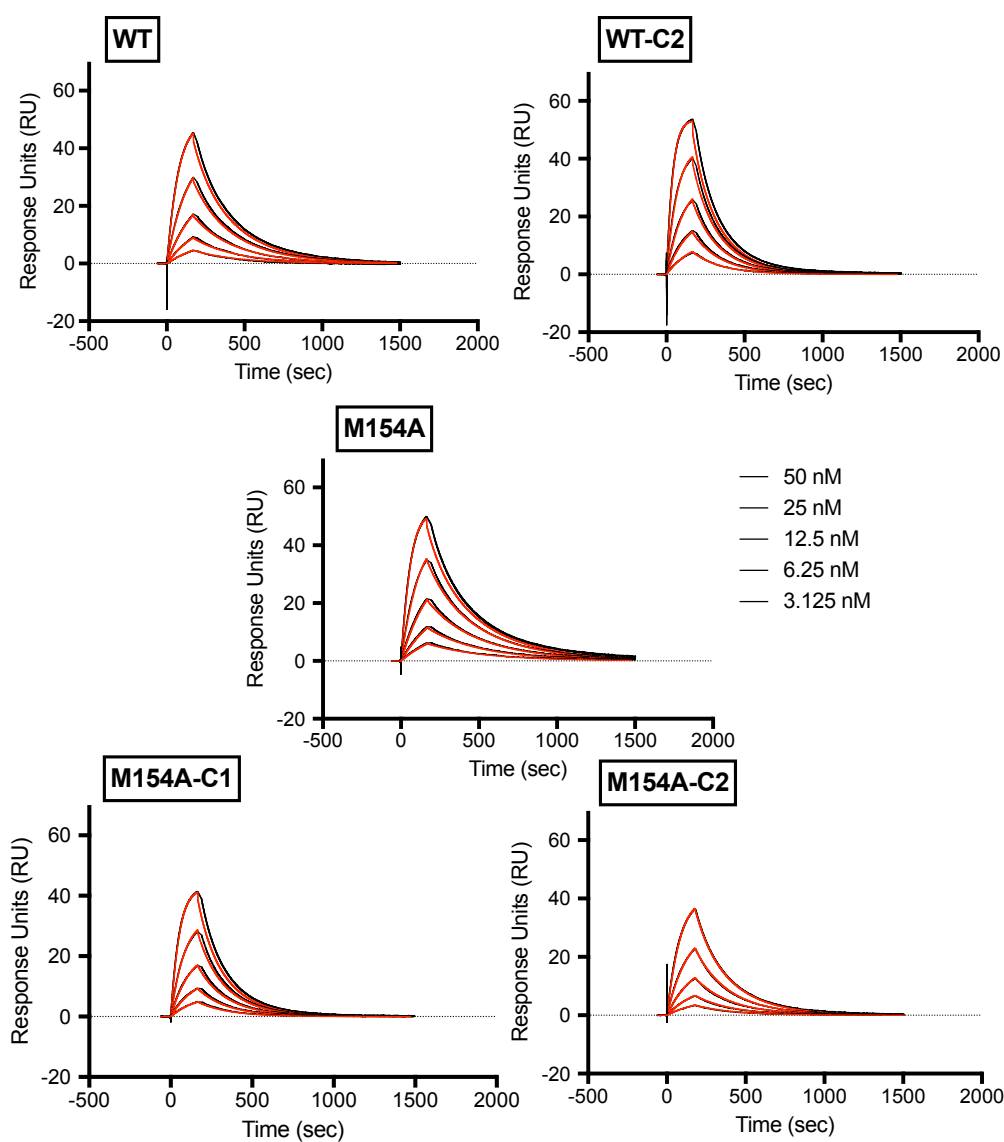 WT
Response Units (RU)
60
40
20
0
-20
-500
0
500
1000
1500
2000
Time (sec)
WT-C2
Response Units (RU)
60
40
20
0
-20
-500
0
500
1000
1500
2000
Time (sec)
M154A
Response Units (RU)
60
40
20
0
-20
-500
0
500
1000
1500
2000
Time (sec)
50 nM
25 nM
12.5 nM
6.25 nM
3.125 nM
M154A-C1
Response Units (RU)
60
40
20
0
-20
-500
0
500
1000
1500
2000
Time (sec)
M154A-C2
Response Units (RU)
60
40
20
0
-20
-500
0
500
1000
1500
2000
Time (sec)